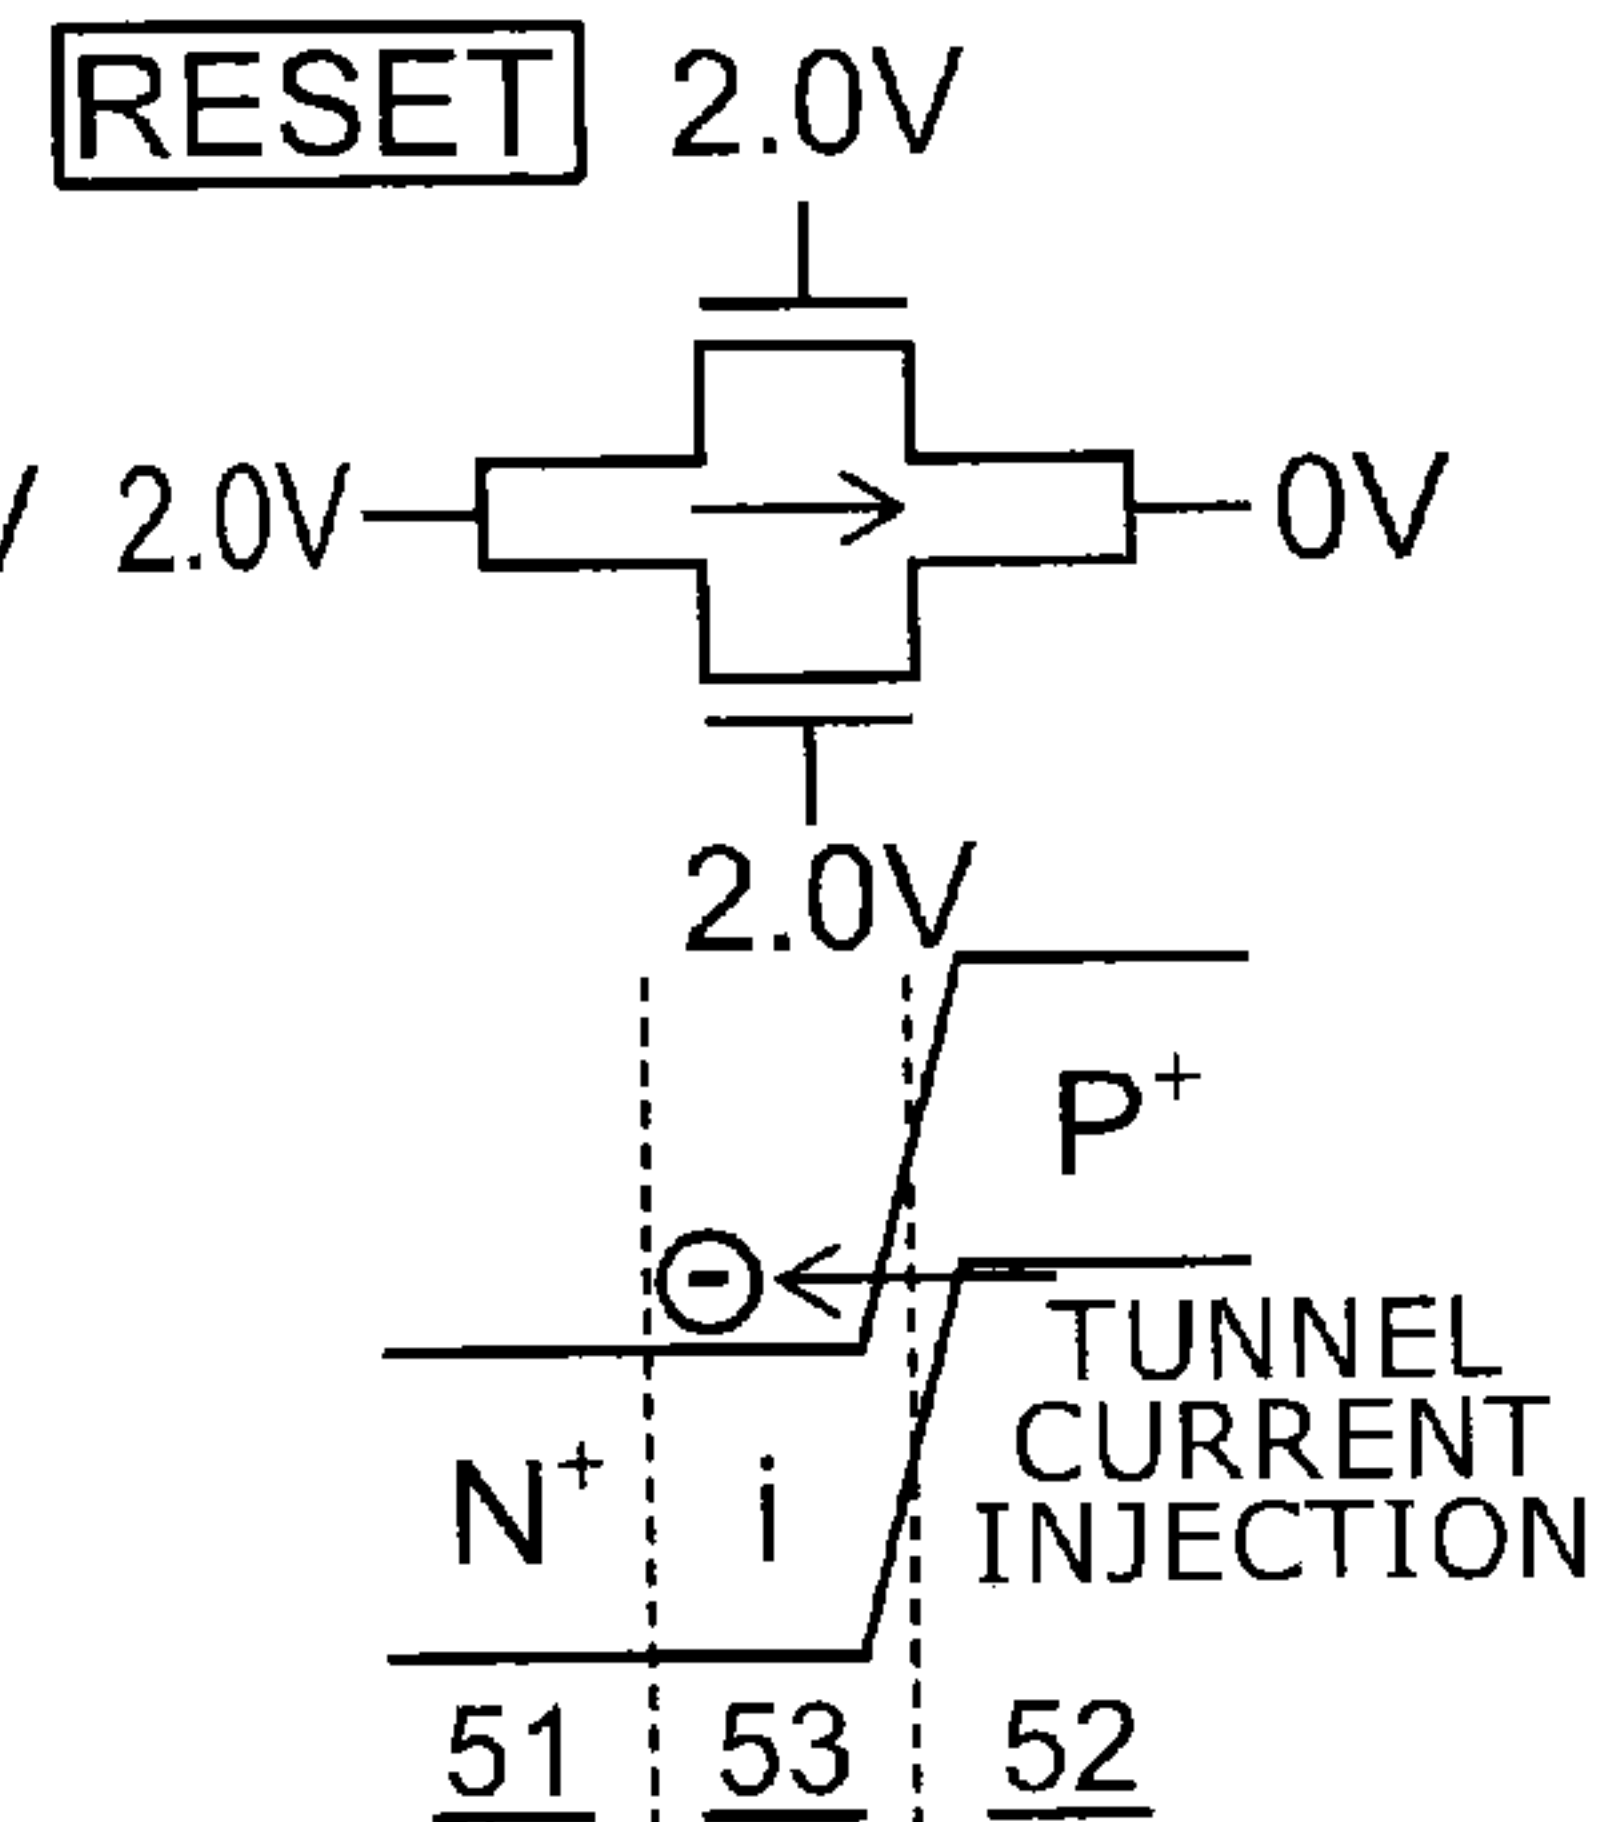 RESET 2.0V
V 2.0V 0V
2.0V
P+
-
TUNNEL
CURRENT
INJECTION
N+ i
51 53 52